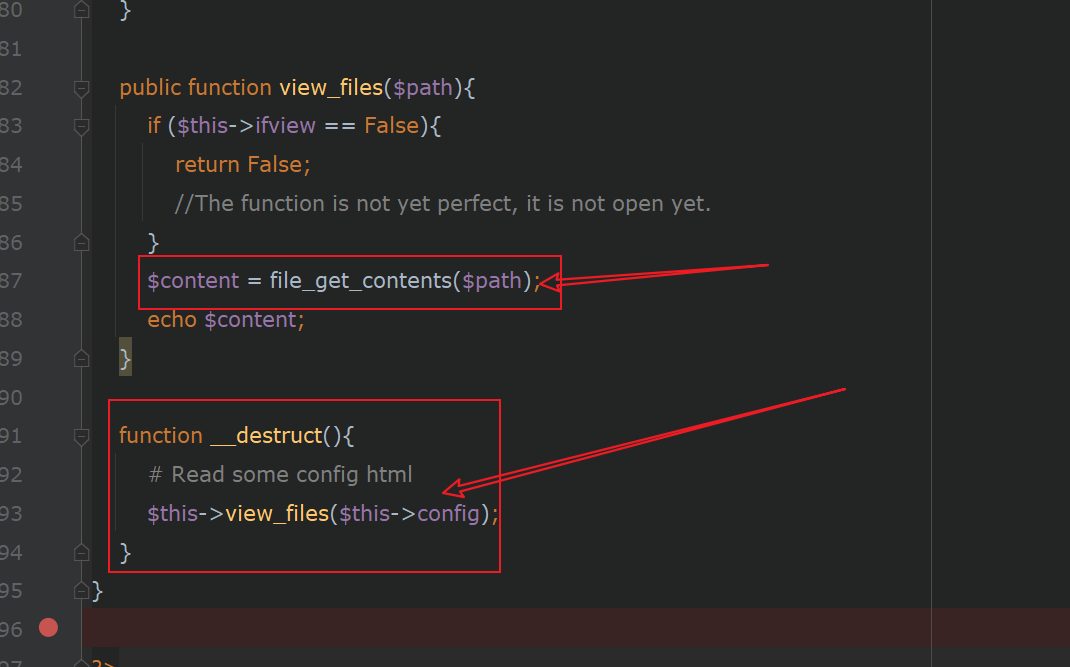 80 }
81
82 public function view_files($path){
83 if ($this->ifview == False){
84 return False;
85 //The function is not yet perfect, it is not open yet.
86 }
87 $content = file_get_contents($path);
88 echo $content;
89 }
90
91 function __destruct(){
92 # Read some config html
93 $this->view_files($this->config);
94 }
95 }
96
97 ?>